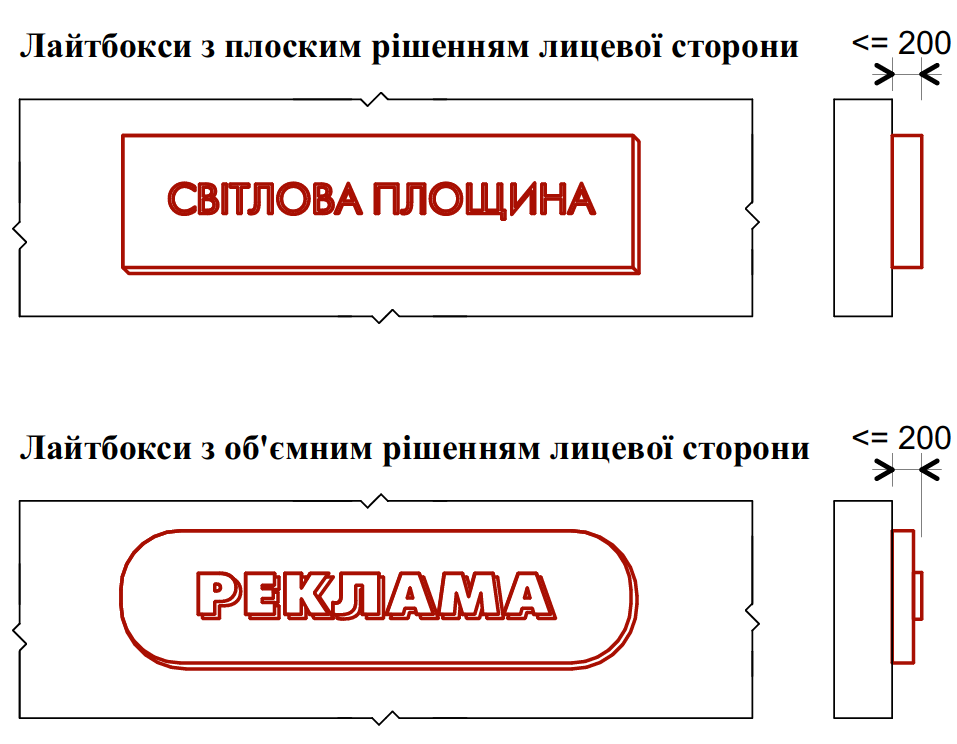 Лайтбокси з плоским рішенням лицевої сторони
<= 200
СВІТЛОВА ПЛОЩИНА
Лайтбокси з об'ємним рішенням лицевої сторони
<= 200
РЕКЛАМА